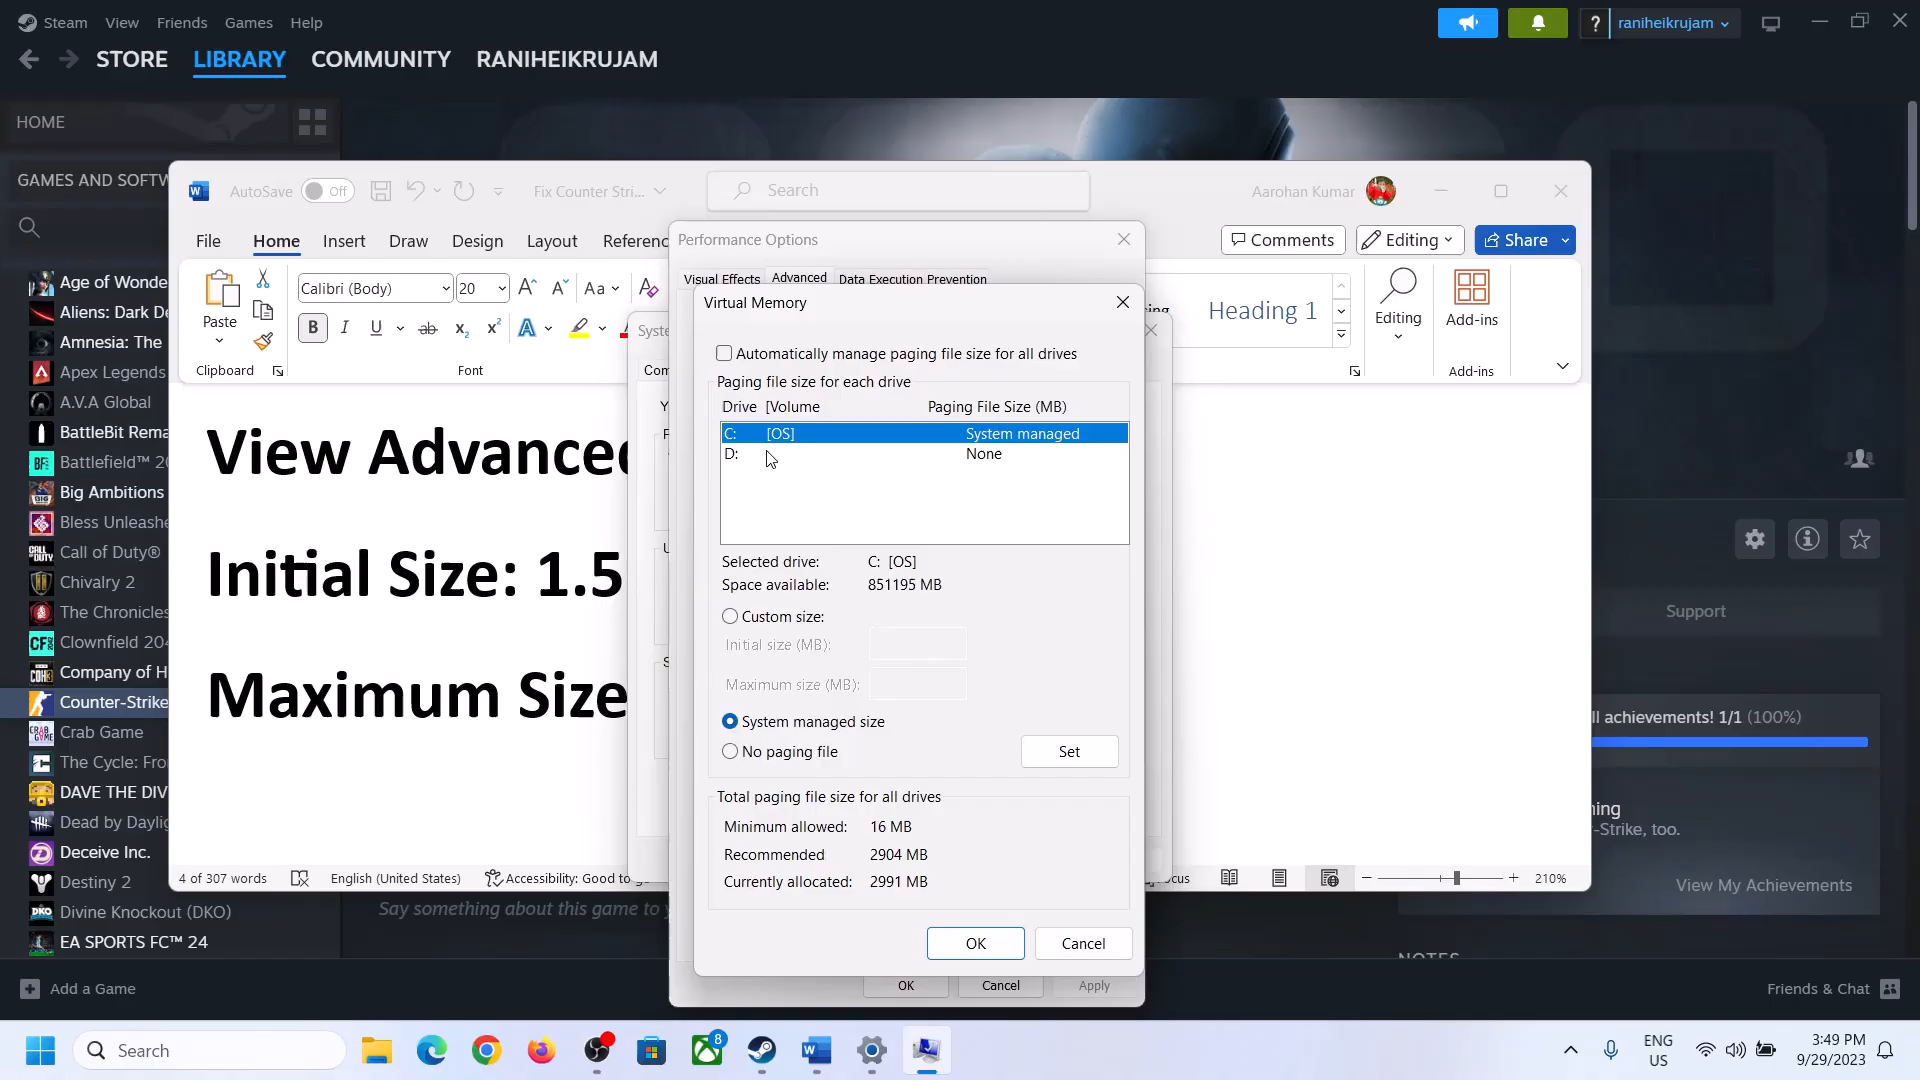 Steam View Friends Games Help
raniheikrujam
STORE LIBRARY COMMUNITY RANIHEIKRUJAM
HOME
GAMES AND SOFTW
AutoSave Off Fix Counter Stri... Search Aarohan Kumar
File Home Insert Draw Design Layout Referenc Comments Editing Share
Performance Options
Visual Effects Advanced Data Execution Prevention
Virtual Memory
Paste
Calibri (Body) 20
Heading 1
Editing
Add-ins
Clipboard Font Add-ins
Automatically manage paging file size for all drives
Paging file size for each drive
Drive [Volume Paging File Size (MB)
C: [OS] System managed
D: None
Selected drive: C: [OS]
Space available: 851195 MB
Custom size:
Initial size (MB):
Maximum size (MB):
System managed size
No paging file
Set
Total paging file size for all drives
Minimum allowed: 16 MB
Recommended 2904 MB
Currently allocated: 2991 MB
OK Cancel
OK Cancel Apply
View Advanced
Initial Size: 1.5
Maximum Size
4 of 307 words English (United States) Accessibility: Good to 210%
Age of Wonde
Aliens: Dark De
Amnesia: The
Apex Legends
A.V.A Global
BattleBit Rema
Battlefield™ 20
Big Ambitions
Bless Unleashe
Call of Duty®
Chivalry 2
The Chronicles
Clownfield 204
Company of H
Counter-Strike
Crab Game
The Cycle: Fro
DAVE THE DIV
Dead by Daylig
Deceive Inc.
Destiny 2
Divine Knockout (DKO)
EA SPORTS FC™ 24
Support
ll achievements! 1/1 (100%)
-Strike, too.
View My Achievements
Say something about this game to y
NOTES
Add a Game
Friends & Chat
Search
8
ENG
US
3:49 PM
9/29/2023